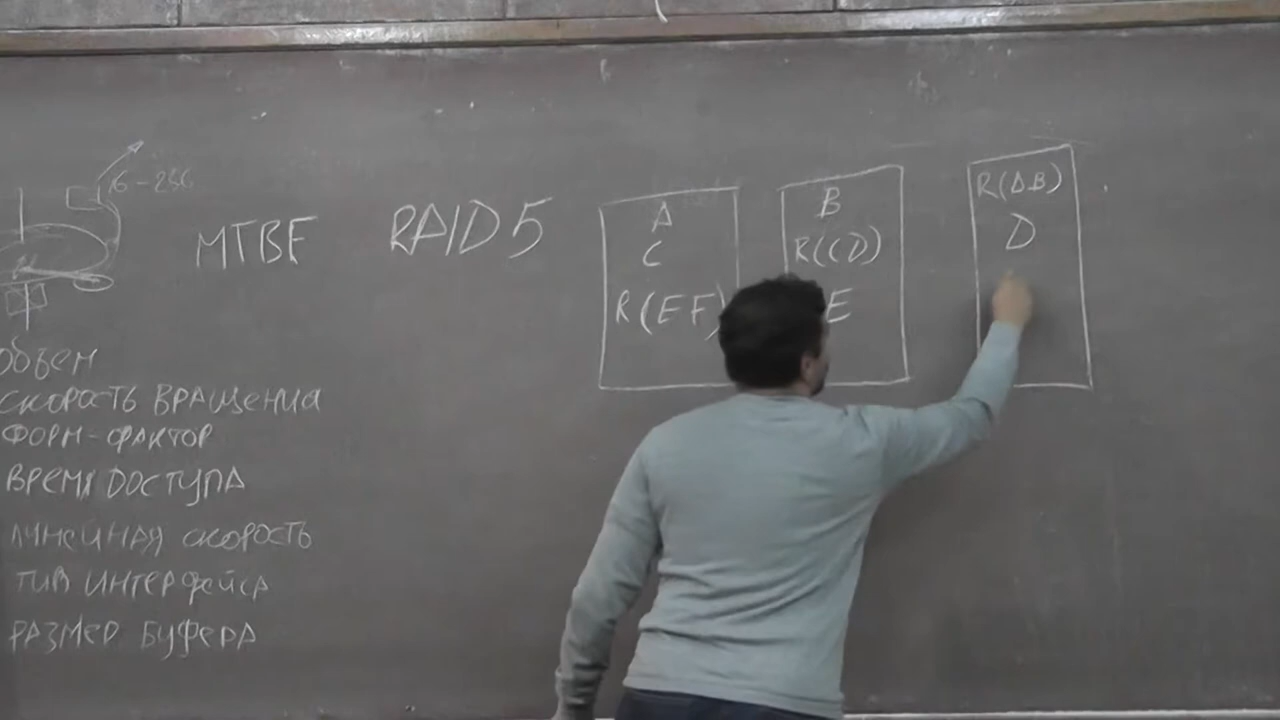 16-256
MTBF
RAID 5
A
C
R(EF)
B
R(CD)
E
R(AB)
D
ОБЪЕМ
СКОРОСТЬ ВРАЩЕНИЯ
ФОРМ-ФАКТОР
ВРЕМЯ ДОСТУПА
ЛИНЕЙНАЯ СКОРОСТЬ
ТИП ИНТЕРФЕЙСА
РАЗМЕР БУФЕРА